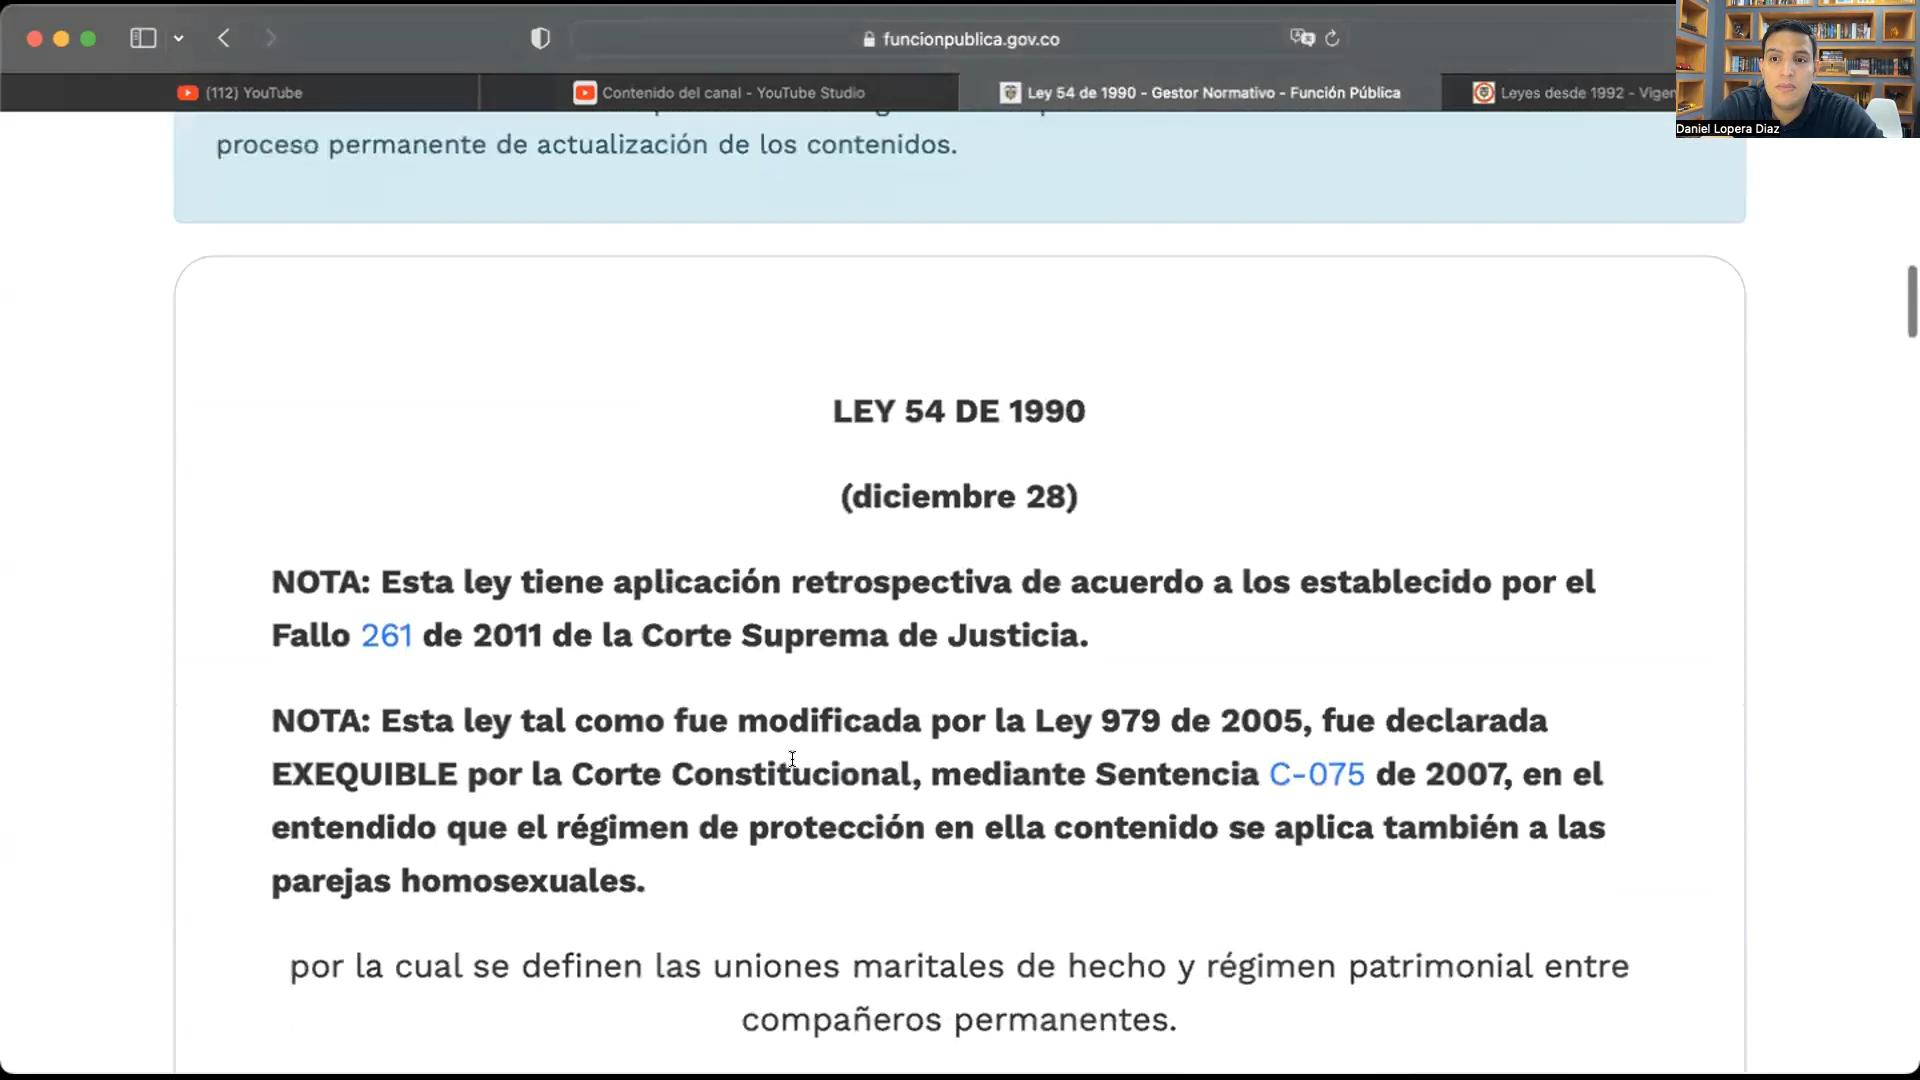 funcionpublica.gov.co
(112) YouTube
Contenido del canal - YouTube Studio
Ley 54 de 1990 - Gestor Normativo - Función Pública
Leyes desde 1992 - Vigen
Daniel Lopera Diaz
proceso permanente de actualización de los contenidos.
LEY 54 DE 1990
(diciembre 28)
NOTA: Esta ley tiene aplicación retrospectiva de acuerdo a los establecido por el
Fallo 261 de 2011 de la Corte Suprema de Justicia.
NOTA: Esta ley tal como fue modificada por la Ley 979 de 2005, fue declarada
EXEQUIBLE por la Corte Constitucional, mediante Sentencia C-075 de 2007, en el
entendido que el régimen de protección en ella contenido se aplica también a las
parejas homosexuales.
por la cual se definen las uniones maritales de hecho y régimen patrimonial entre
compañeros permanentes.